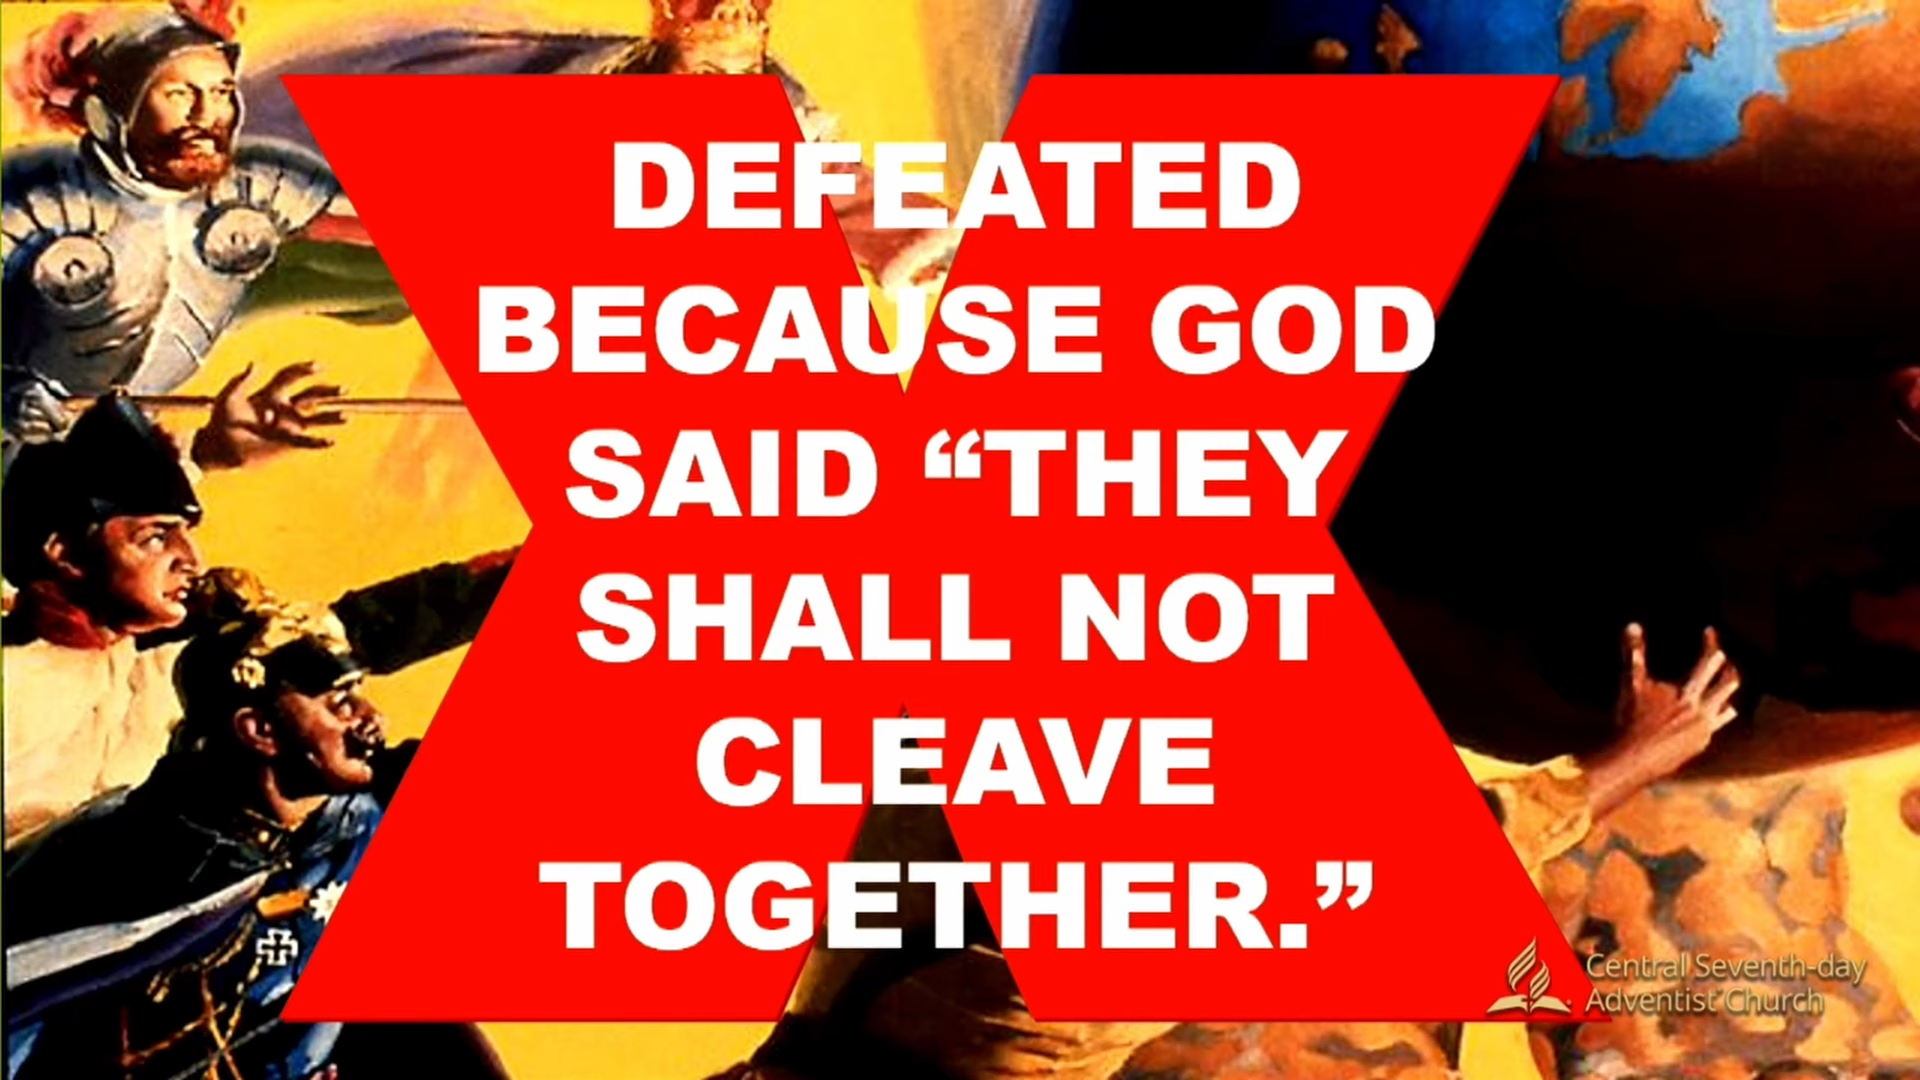 DEFEATED
BECAUSE GOD
SAID “THEY
SHALL NOT
CLEAVE
TOGETHER.”
Central Seventh-day
Adventist Church